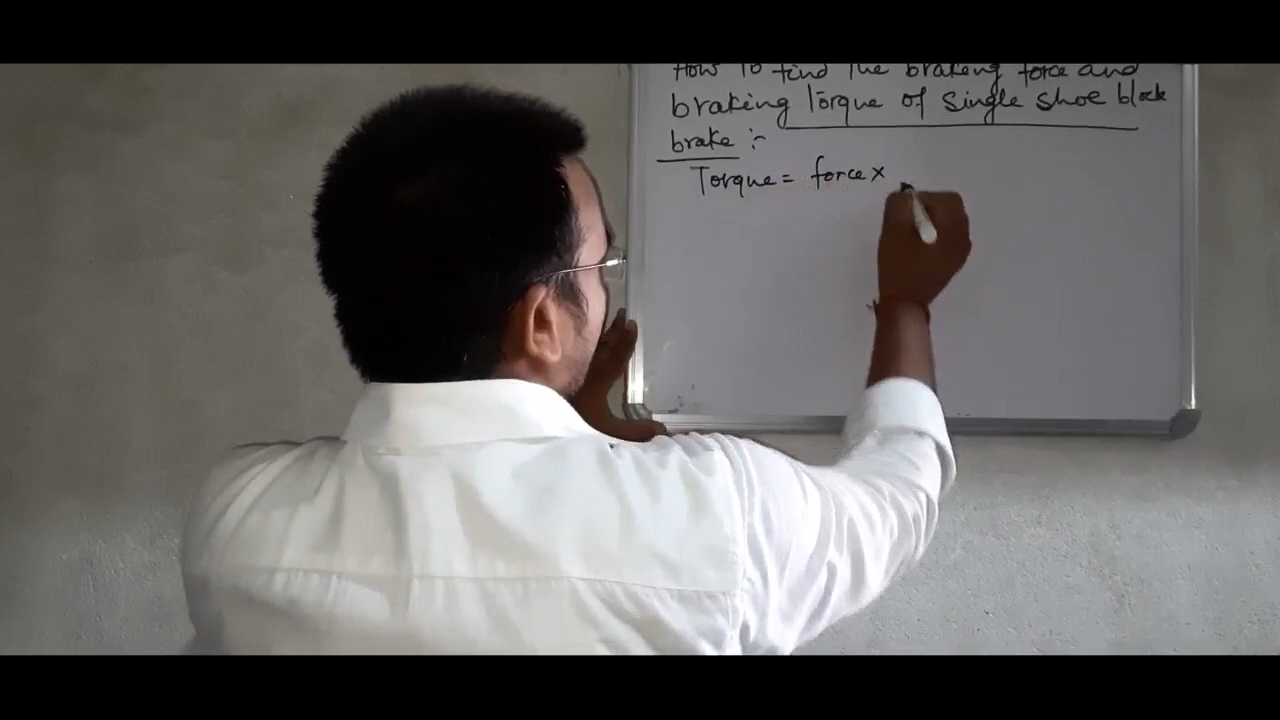 How To find The braking force and
braking Torque of single shoe block
brake :-
Torque = force x